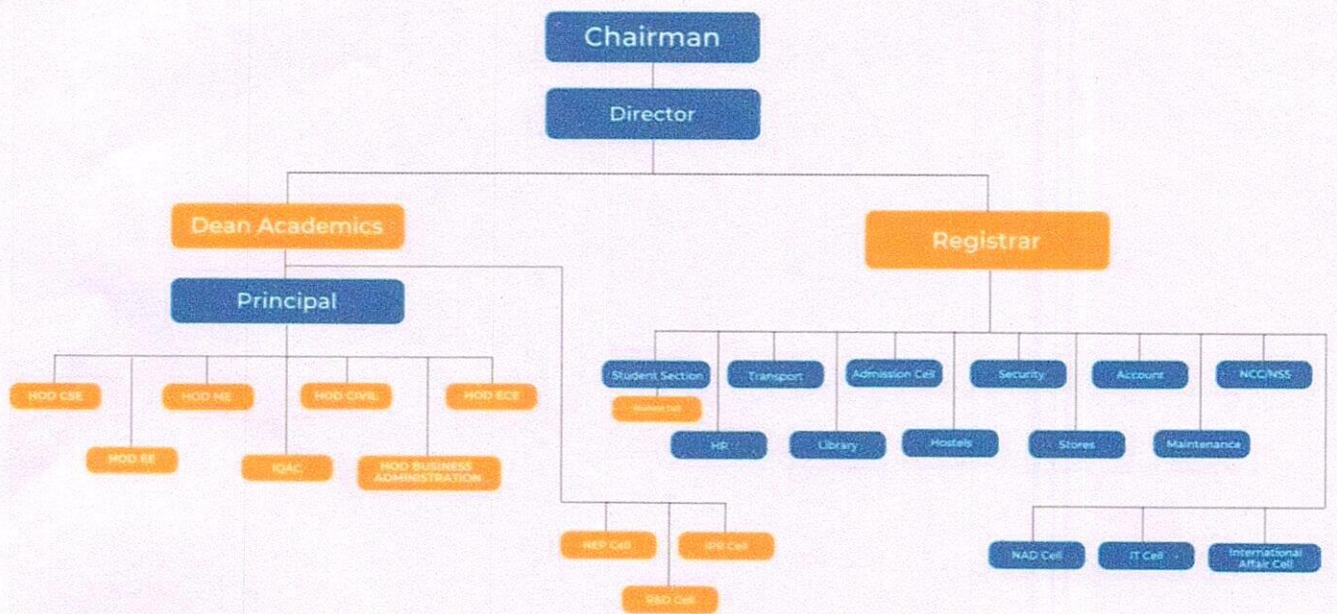 Chairman
Director
Dean Academics
Registrar
Principal
Student Section
Transport
Admission Cell
Security
Account
NCC/NSS
HOD CSE
HOD ME
HOD CIVIL
HOD ECE
HR
Library
Hostels
Stores
Maintenance
HOD EE
IQAC
HOD BUSINESS
ADMINISTRATION
NEP Cell
IPR Cell
NAD Cell
IT Cell
International
Affair Cell
R&D Cell